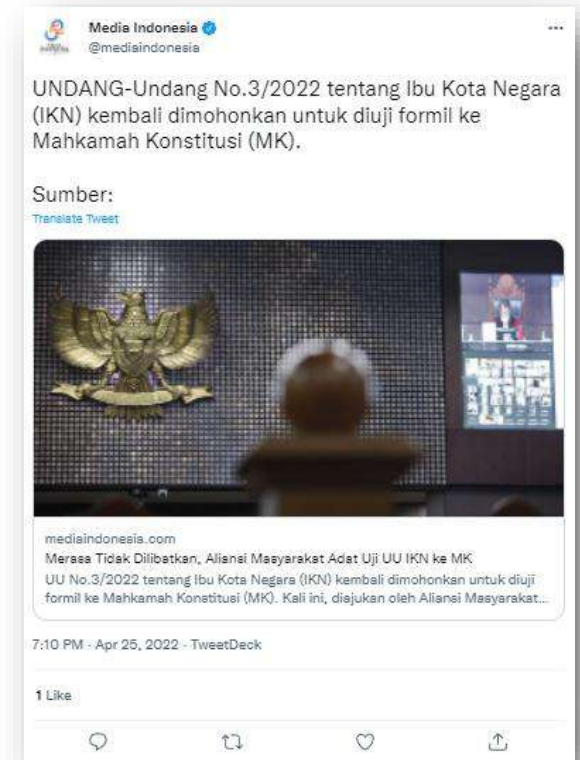 Media Indonesia
@mediaindonesia
UNDANG-Undang No.3/2022 tentang Ibu Kota Negara
(IKN) kembali dimohonkan untuk diuji formil ke
Mahkamah Konstitusi (MK).
Sumber:
Translate Tweet
mediaindonesia.com
Merasa Tidak Dilibatkan, Aliansi Masyarakat Adat Uji UU IKN ke MK
UU No.3/2022 tentang Ibu Kota Negara (IKN) kembali dimohonkan untuk diuji
formil ke Mahkamah Konstitusi (MK). Kali ini, diajukan oleh Aliansi Masyarakat...
7:10 PM · Apr 25, 2022 · TweetDeck
1 Like